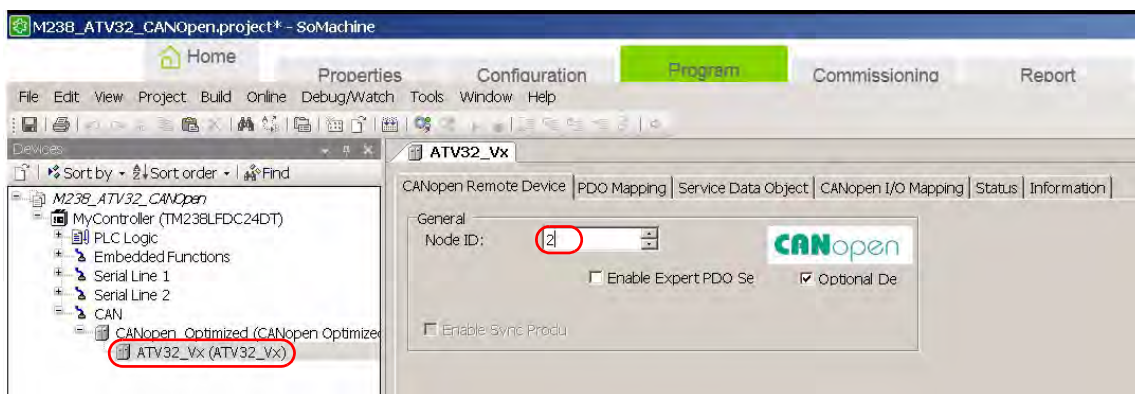 M238_ATV32_CANOpen.project* - SoMachine
Home
Properties Configuration Program Commissioning Report
File Edit View Project Build Online Debug/Watch Tools Window Help
Devices
Sort by Sort order Find
ATV32_Vx
CANopen Remote Device PDO Mapping Service Data Object CANopen I/O Mapping Status Information
M238_ATV32_CANOpen
MyController (TM238LFDC24DT)
PLC Logic
Embedded Functions
Serial Line 1
Serial Line 2
CAN
CANopen_Optimized (CANopen Optimized
ATV32_Vx (ATV32_Vx)
General
Node ID: 2
CANopen
Enable Expert PDO Se Optional De
Enable Sync Produ